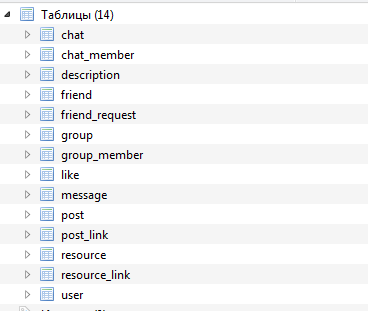 Таблицы (14)
chat
chat_member
description
friend
friend_request
group
group_member
like
message
post
post_link
resource
resource_link
user